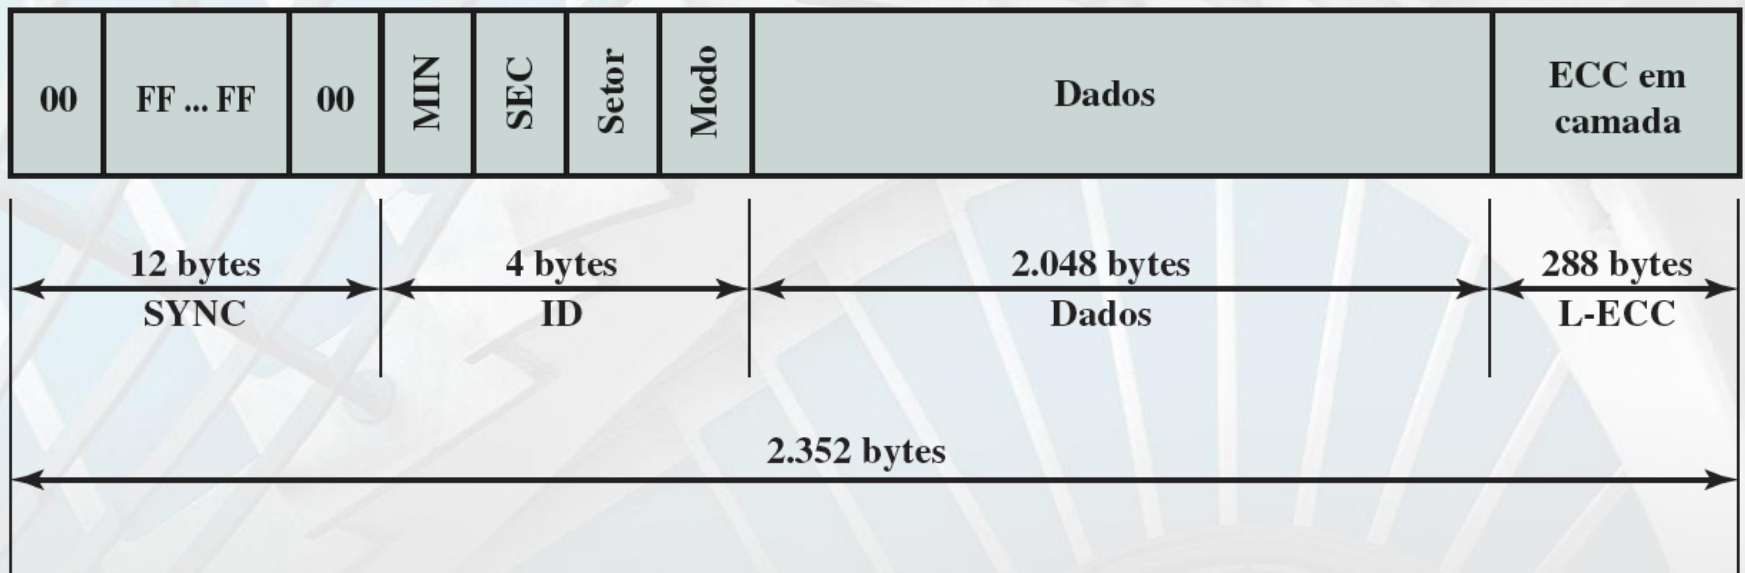 00
FF ... FF
00
MIN
SEC
Setor
Modo
Dados
ECC em
camada
12 bytes
SYNC
4 bytes
ID
2.048 bytes
Dados
288 bytes
L-ECC
2.352 bytes